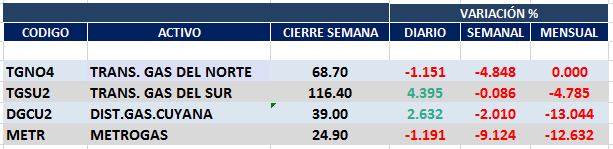 VARIACIÓN %
CODIGO ACTIVO CIERRE SEMANA DIARIO SEMANAL MENSUAL
TGNO4 TRANS. GAS DEL NORTE 68.70 -1.151 -4.848 0.000
TGSU2 TRANS. GAS DEL SUR 116.40 4.395 -0.086 -4.785
DGCU2 DIST.GAS.CUYANA 39.00 2.632 -2.010 -13.044
METR METROGAS 24.90 -1.191 -9.124 -12.632